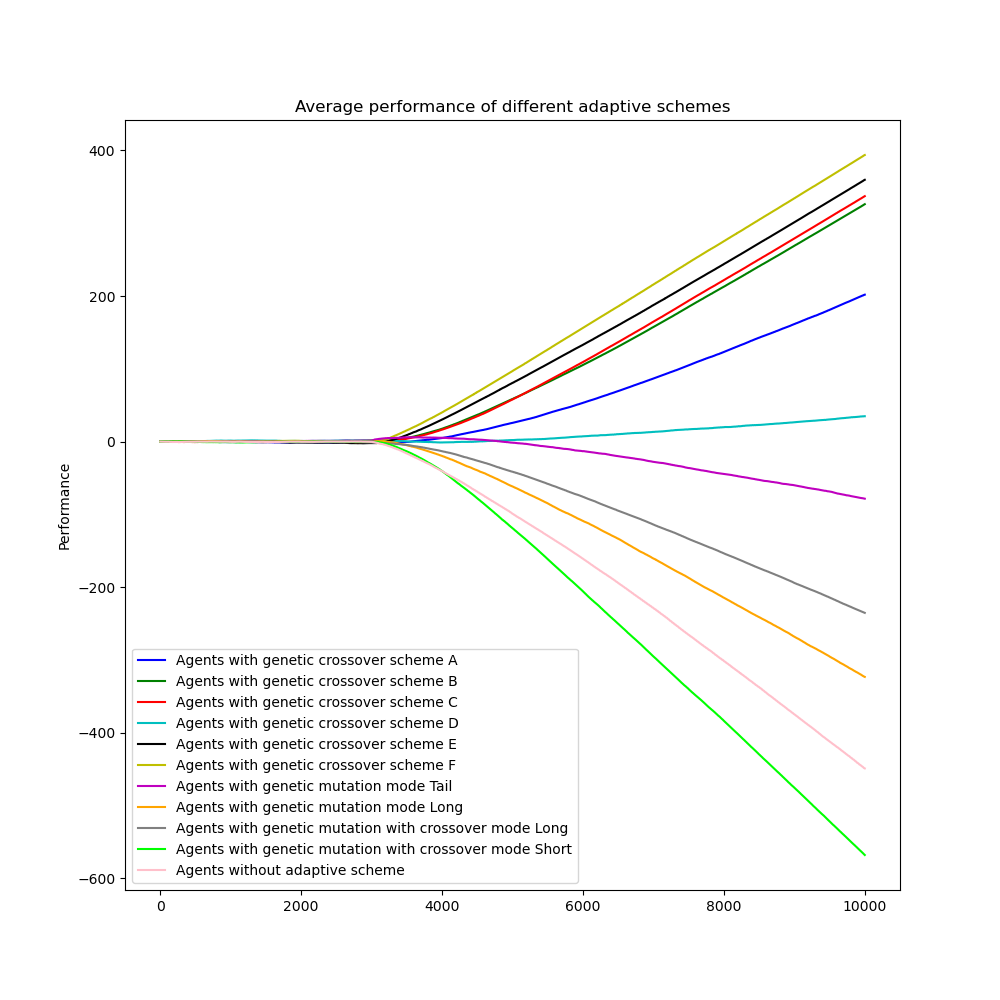 Average performance of different adaptive schemes
400
200
0
−200
−400
−600
Performance
Agents with genetic crossover scheme A
Agents with genetic crossover scheme B
Agents with genetic crossover scheme C
Agents with genetic crossover scheme D
Agents with genetic crossover scheme E
Agents with genetic crossover scheme F
Agents with genetic mutation mode Tail
Agents with genetic mutation mode Long
Agents with genetic mutation with crossover mode Long
Agents with genetic mutation with crossover mode Short
Agents without adaptive scheme
0 2000 4000 6000 8000 10000